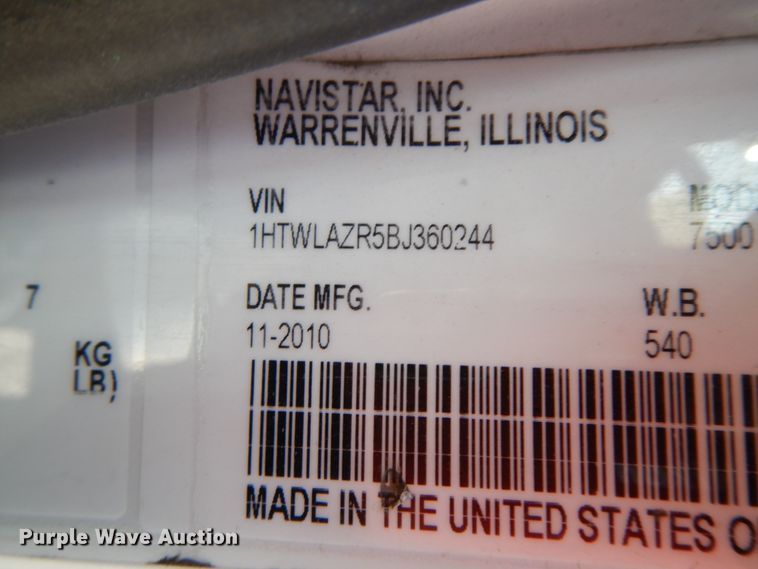 NAVISTAR, INC.
WARRENVILLE, ILLINOIS
VIN
1HTWLAZR5BJ360244
7500
DATE MFG.
11-2010
W.B.
540
7
KG
LB)
MADE IN THE UNITED STATES O
Purple Wave Auction